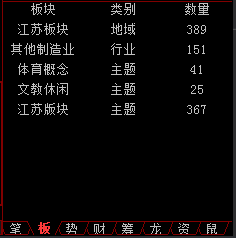 板块 类别 数量
江苏板块 地域 389
其他制造业 行业 151
体育概念 主题 41
文教休闲 主题 25
江苏版块 主题 367
笔 板 势 财 筹 龙 资 鼠